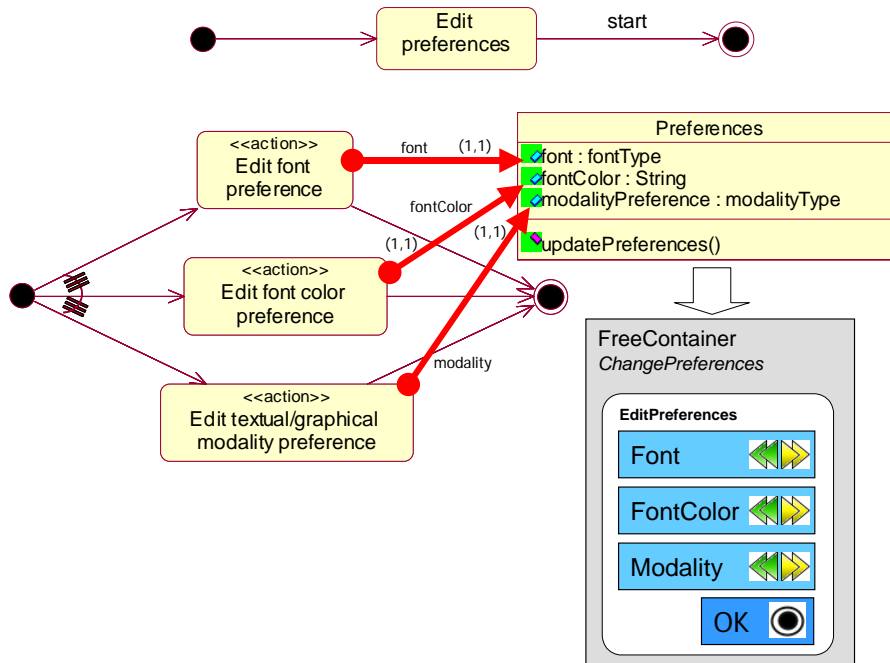 Edit
preferences
start
<<action>>
Edit font
preference
font
(1,1)
Preferences
font : fontType
fontColor : String
modalityPreference : modalityType
updatePreferences()
fontColor
(1,1)
(1,1)
<<action>>
Edit font color
preference
modality
<<action>>
Edit textual/graphical
modality preference
FreeContainer
ChangePreferences
EditPreferences
Font
FontColor
Modality
OK